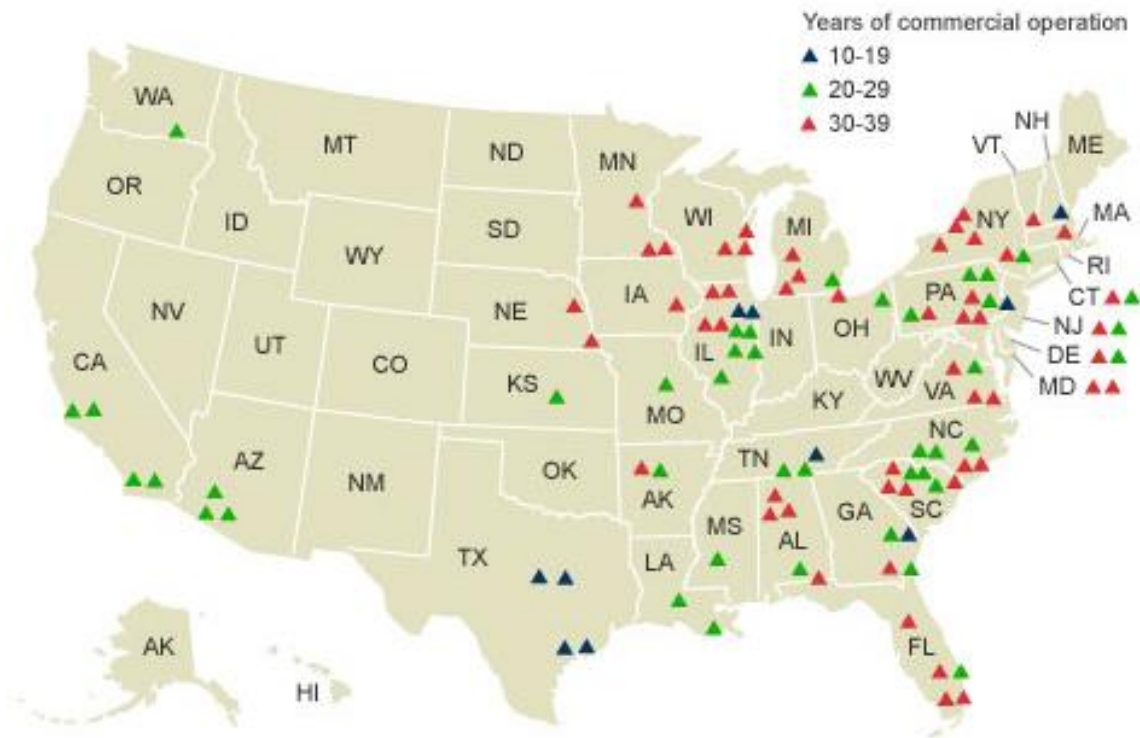 Years of commercial operation
10-19
20-29
30-39
WA
MT
ND
MN
VT
NH
ME
OR
ID
SD
WI
MI
NY
MA
WY
RI
NE
IA
PA
CT
NV
UT
CO
IL
IN
OH
NJ
DE
CA
KS
MO
KY
WV
VA
MD
AZ
NM
OK
AK
TN
NC
SC
MS
AL
GA
TX
LA
AK
HI
FL